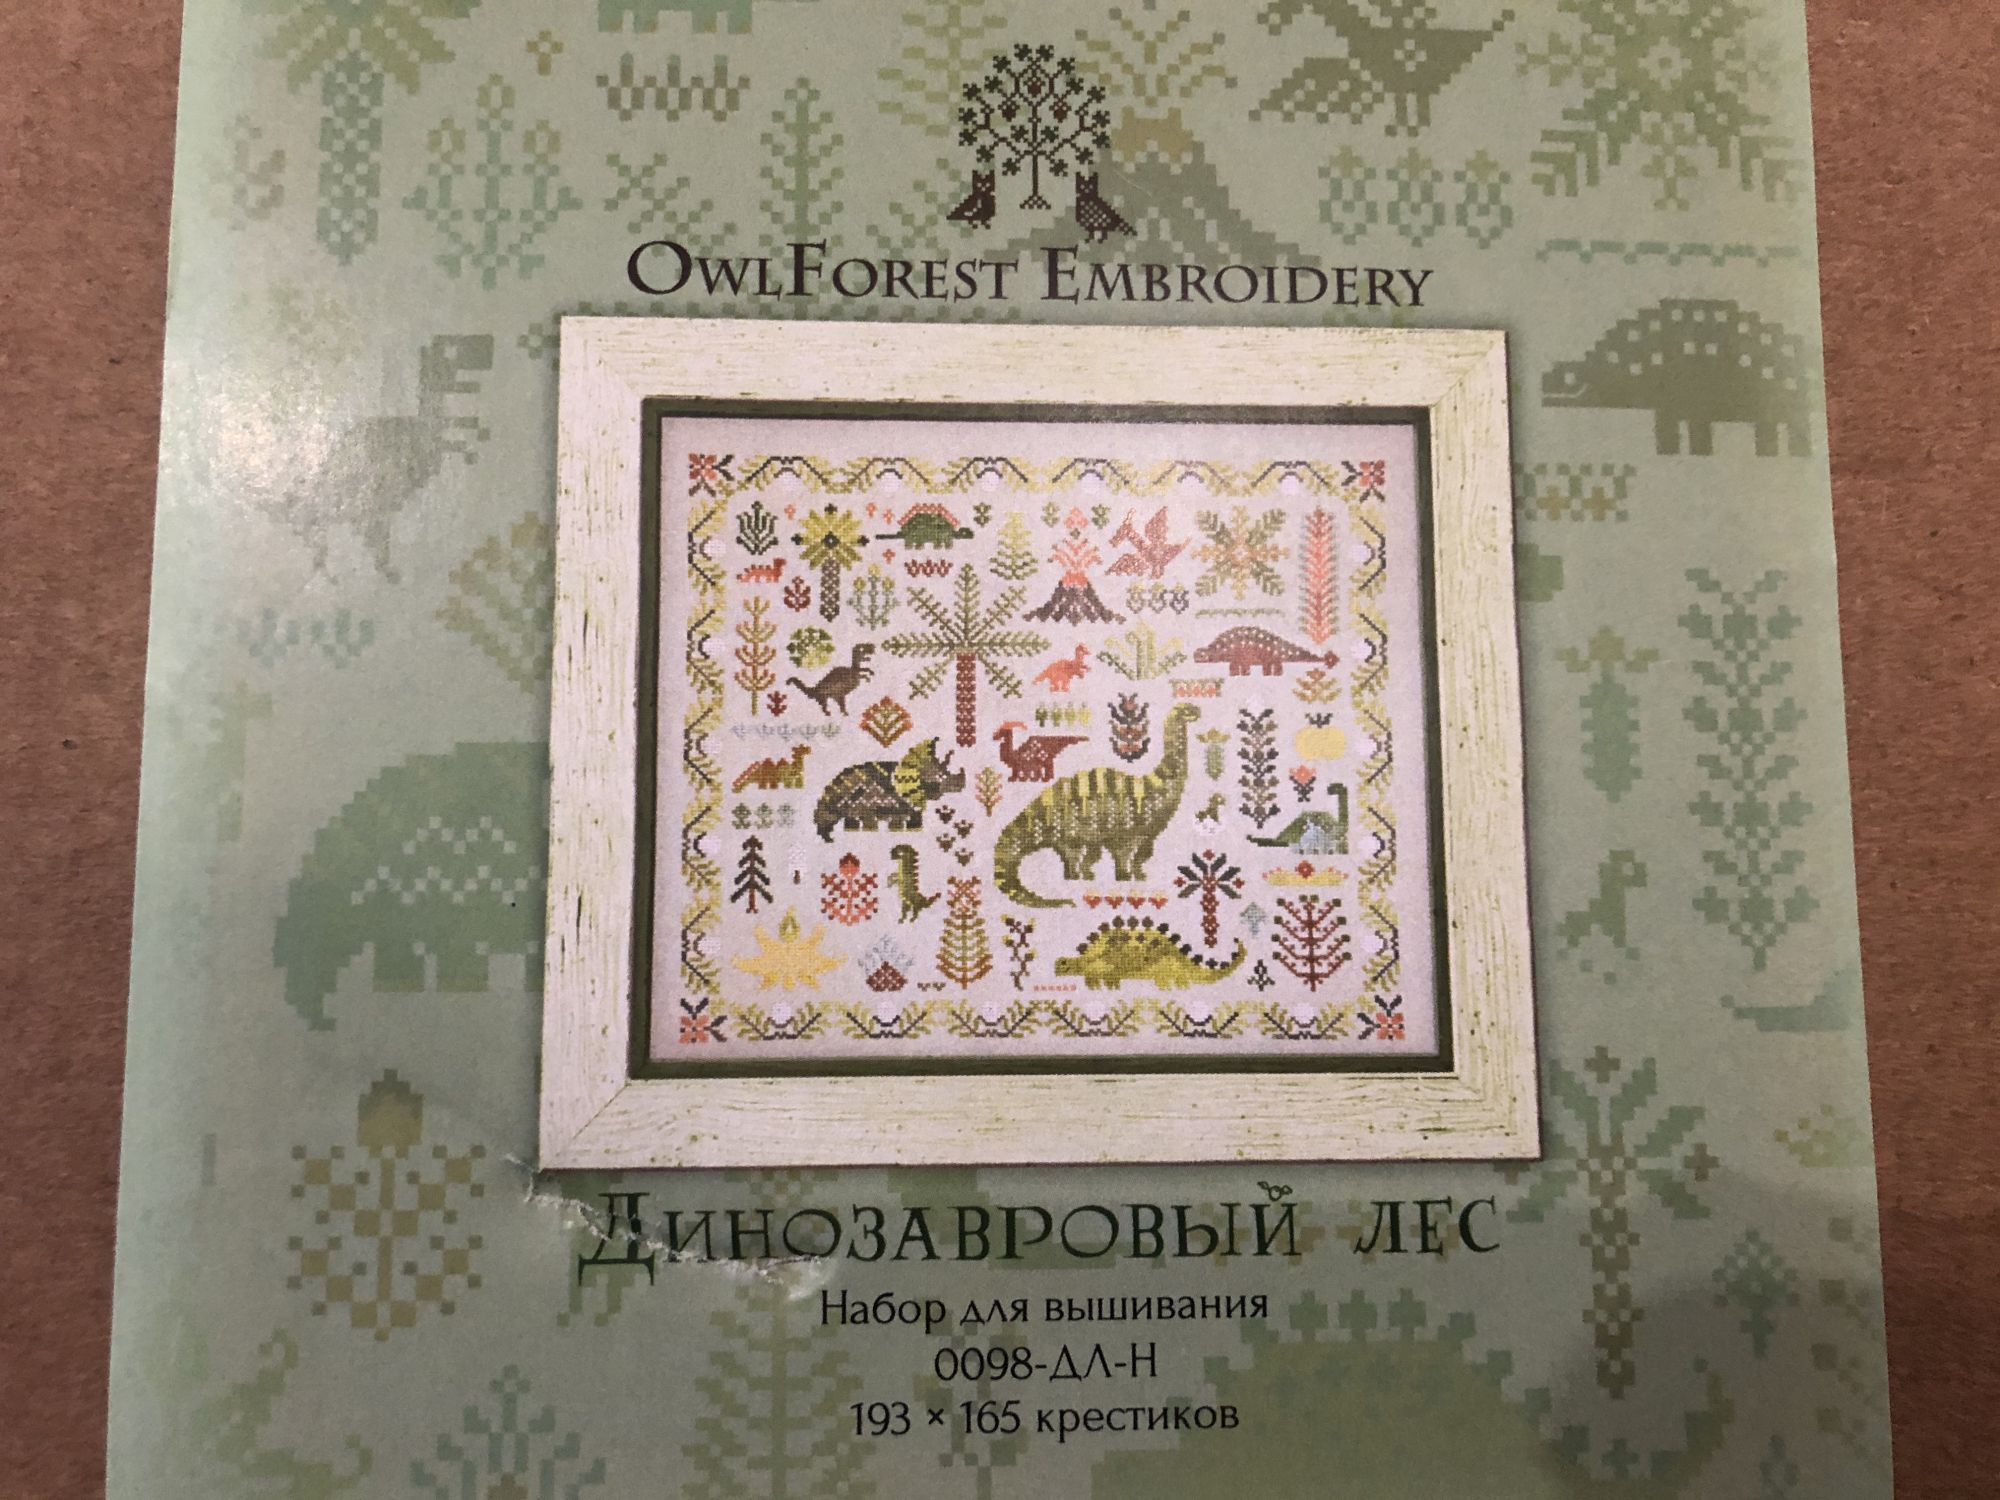 OwlForest Embroidery
Динозавровый лес
Набор для вышивания
0098-ДЛ-Н
193 × 165 крестиков